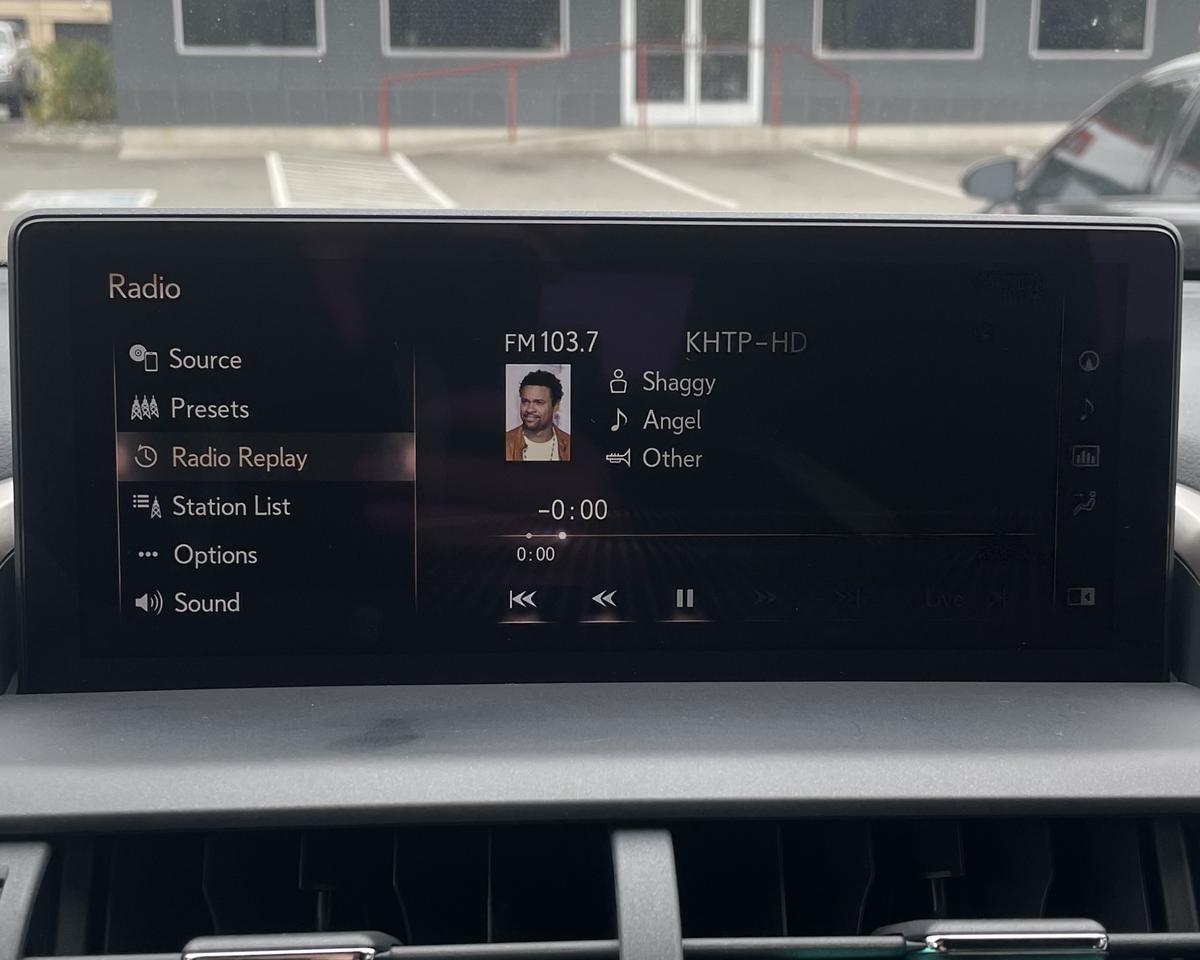 Radio
Source
Presets
Radio Replay
Station List
Options
Sound
FM 103.7 KHTP-HD
Shaggy
Angel
Other
-0:00
0:00
Live